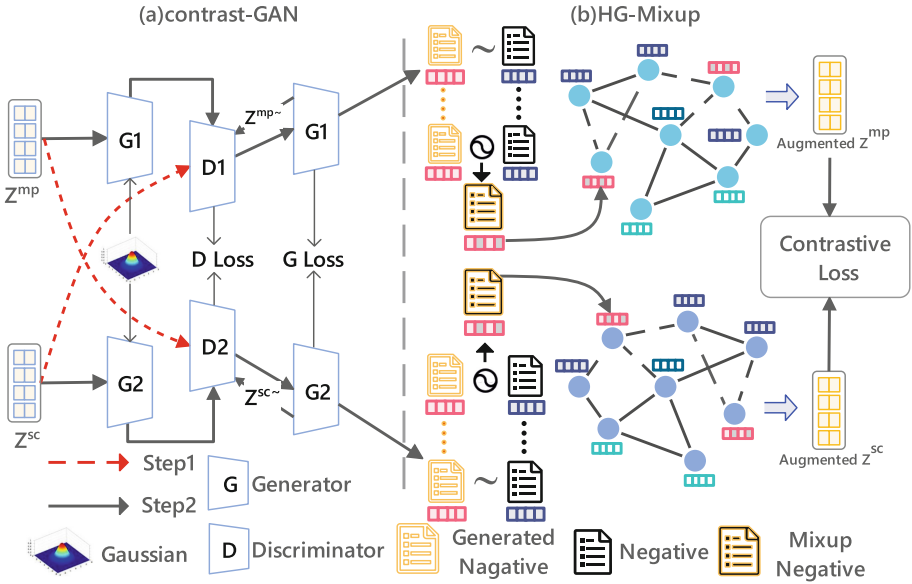 (a)contrast-GAN
(b)HG-Mixup
Z^mp
G1
D1
Z^mp~
G1
D Loss
G Loss
Z^sc
G2
D2
Z^sc~
G2
~
~
Augmented Z^mp
Contrastive
Loss
Augmented Z^sc
Step1
Step2
G
Generator
Gaussian
D
Discriminator
Generated
Nagative
Negative
Mixup
Negative